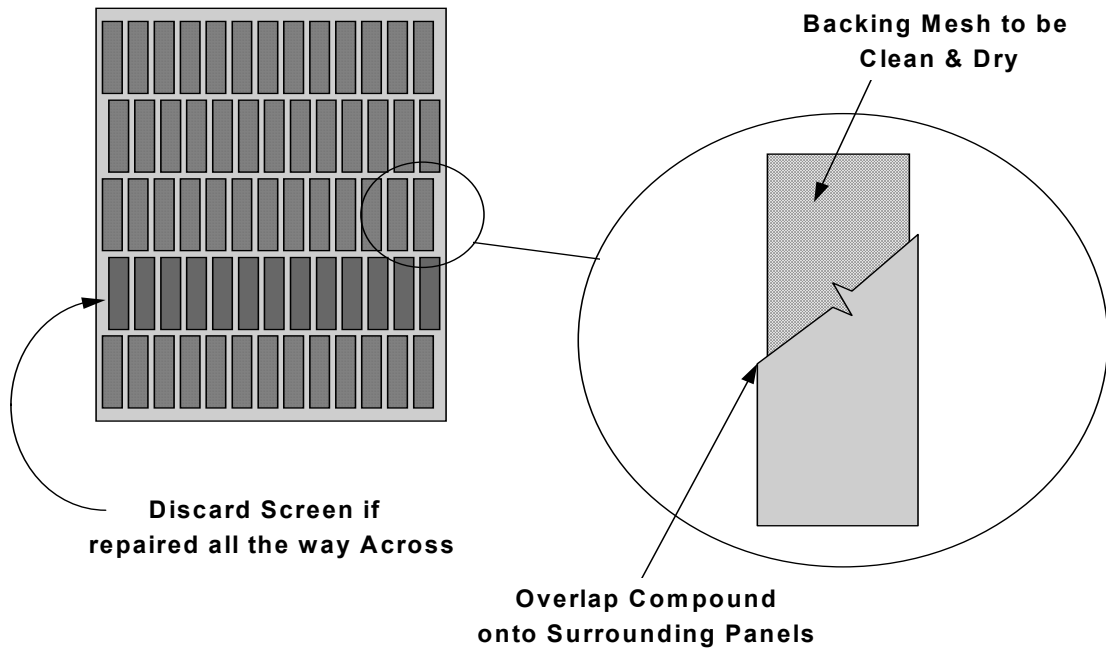 Backing Mesh to be
Clean & Dry
Discard Screen if
repaired all the way Across
Overlap Compound
onto Surrounding Panels